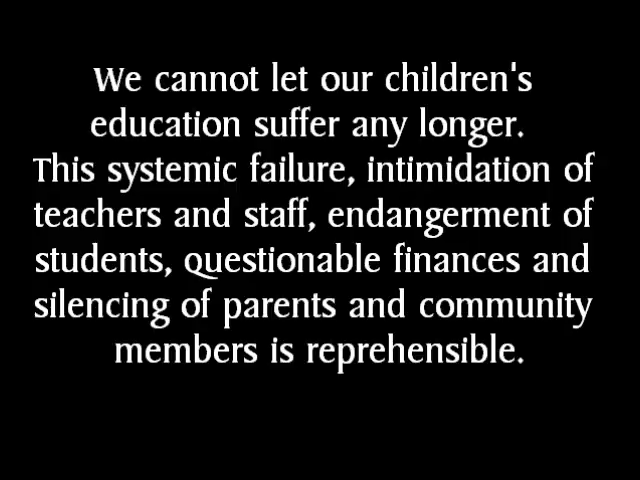 We cannot let our children's
education suffer any longer.
This systemic failure, intimidation of
teachers and staff, endangerment of
students, questionable finances and
silencing of parents and community
members is reprehensible.